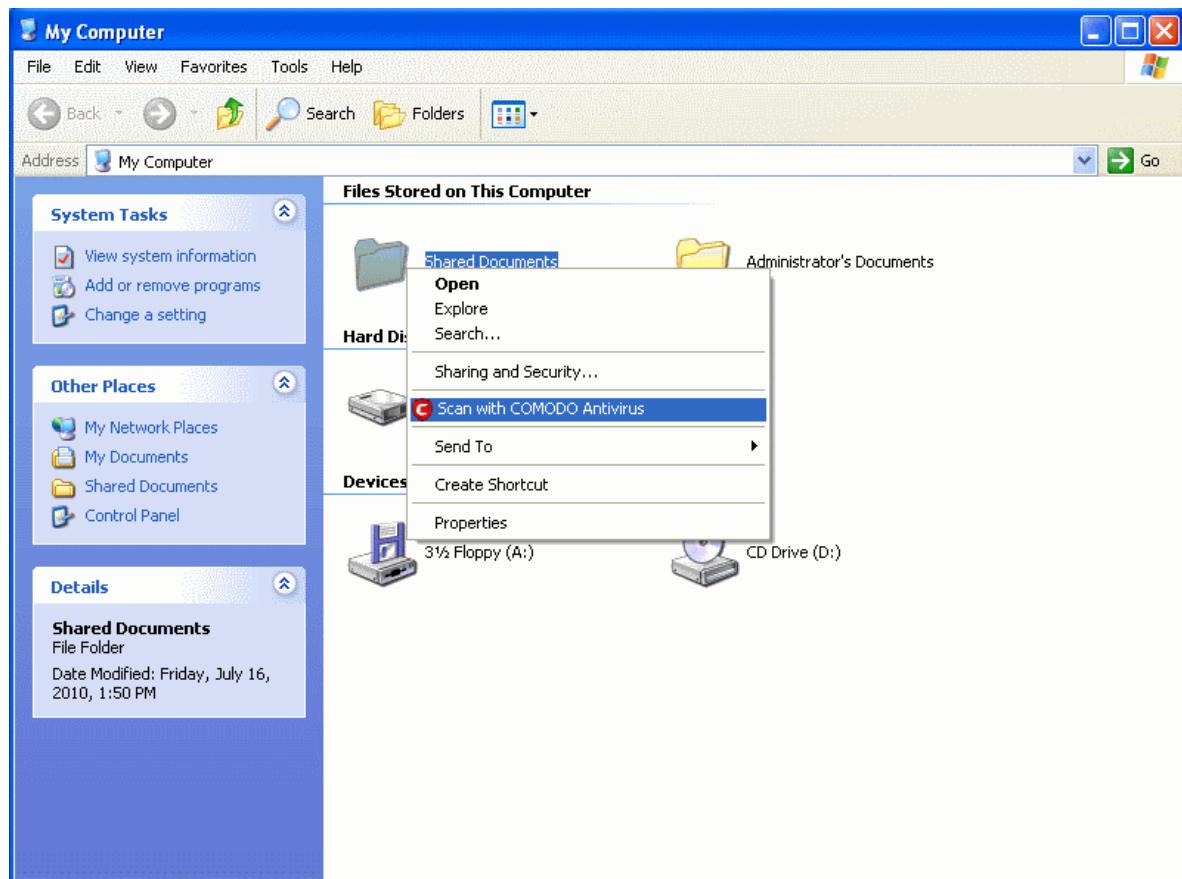 My Computer
File Edit View Favorites Tools Help
Back Search Folders
Address My Computer Go
System Tasks
View system information
Add or remove programs
Change a setting
Other Places
My Network Places
My Documents
Shared Documents
Control Panel
Details
Shared Documents
File Folder
Date Modified: Friday, July 16,
2010, 1:50 PM
Files Stored on This Computer
Shared Documents Administrator's Documents
Hard Di
Devices
3½ Floppy (A:) CD Drive (D:)
Open
Explore
Search...
Sharing and Security...
Scan with COMODO Antivirus
Send To
Create Shortcut
Properties